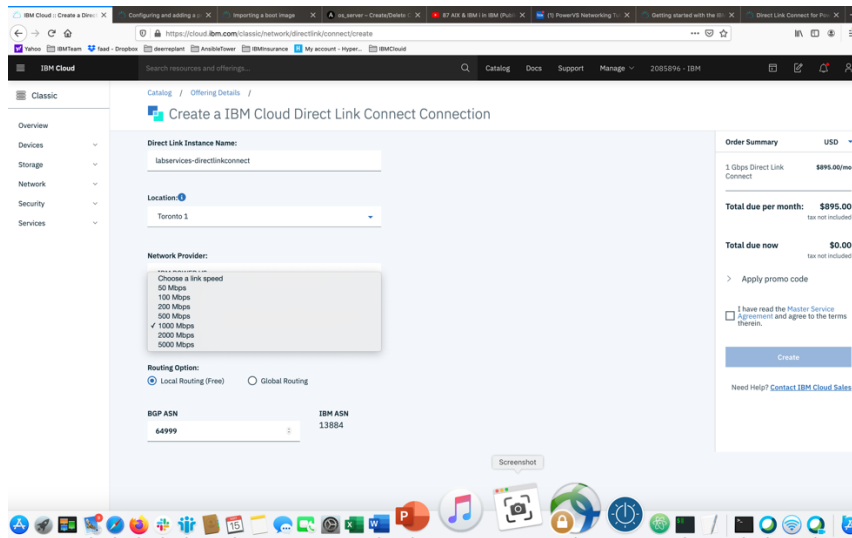 IBM Cloud :: Create a Direct
Configuring and adding a p
Importing a boot image
os_server - Create/Delete
87 AIX & IBM i in IBM (Publi
(1) PowerVS Networking Tu
Getting started with the IB
Direct Link Connect for Po
https://cloud.ibm.com/classic/network/directlink/connect/create
Yahoo
IBMTeam
faad - Dropbox
deerreplant
AnsibleTower
IBMinsurance
My account - Hyper...
IBMClouid
IBM Cloud
Search resources and offerings...
Catalog
Docs
Support
Manage
2085896 - IBM
Classic
Overview
Devices
Storage
Network
Security
Services
Catalog / Offering Details /
Create a IBM Cloud Direct Link Connect Connection
Direct Link Instance Name:
labservices-directlinkconnect
Location:
Toronto 1
Network Provider:
Choose a link speed
50 Mbps
100 Mbps
200 Mbps
500 Mbps
✓ 1000 Mbps
2000 Mbps
5000 Mbps
Routing Option:
Local Routing (Free)
Global Routing
BGP ASN
64999
IBM ASN
13884
Order Summary
USD
1 Gbps Direct Link
Connect
$895.00/mo
Total due per month:
$895.00
tax not included
Total due now
$0.00
tax not included
Apply promo code
I have read the Master Service
Agreement and agree to the terms
therein.
Create
Need Help? Contact IBM Cloud Sales
Screenshot
15